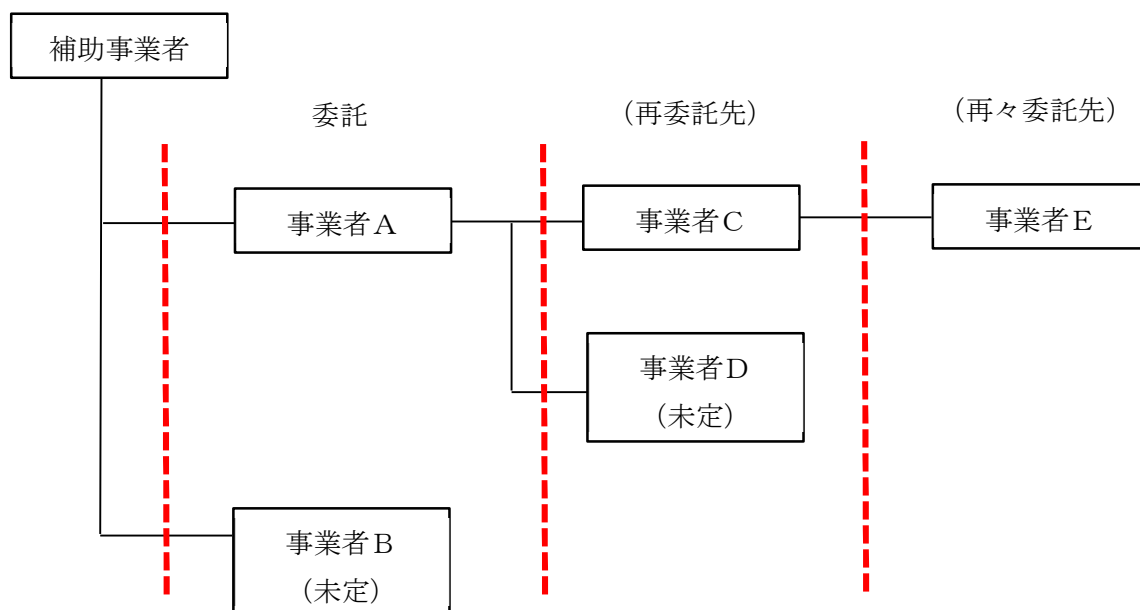 補助事業者
委託
(再委託先)
(再々委託先)
事業者A
事業者C
事業者E
事業者D
(未定)
事業者B
(未定)